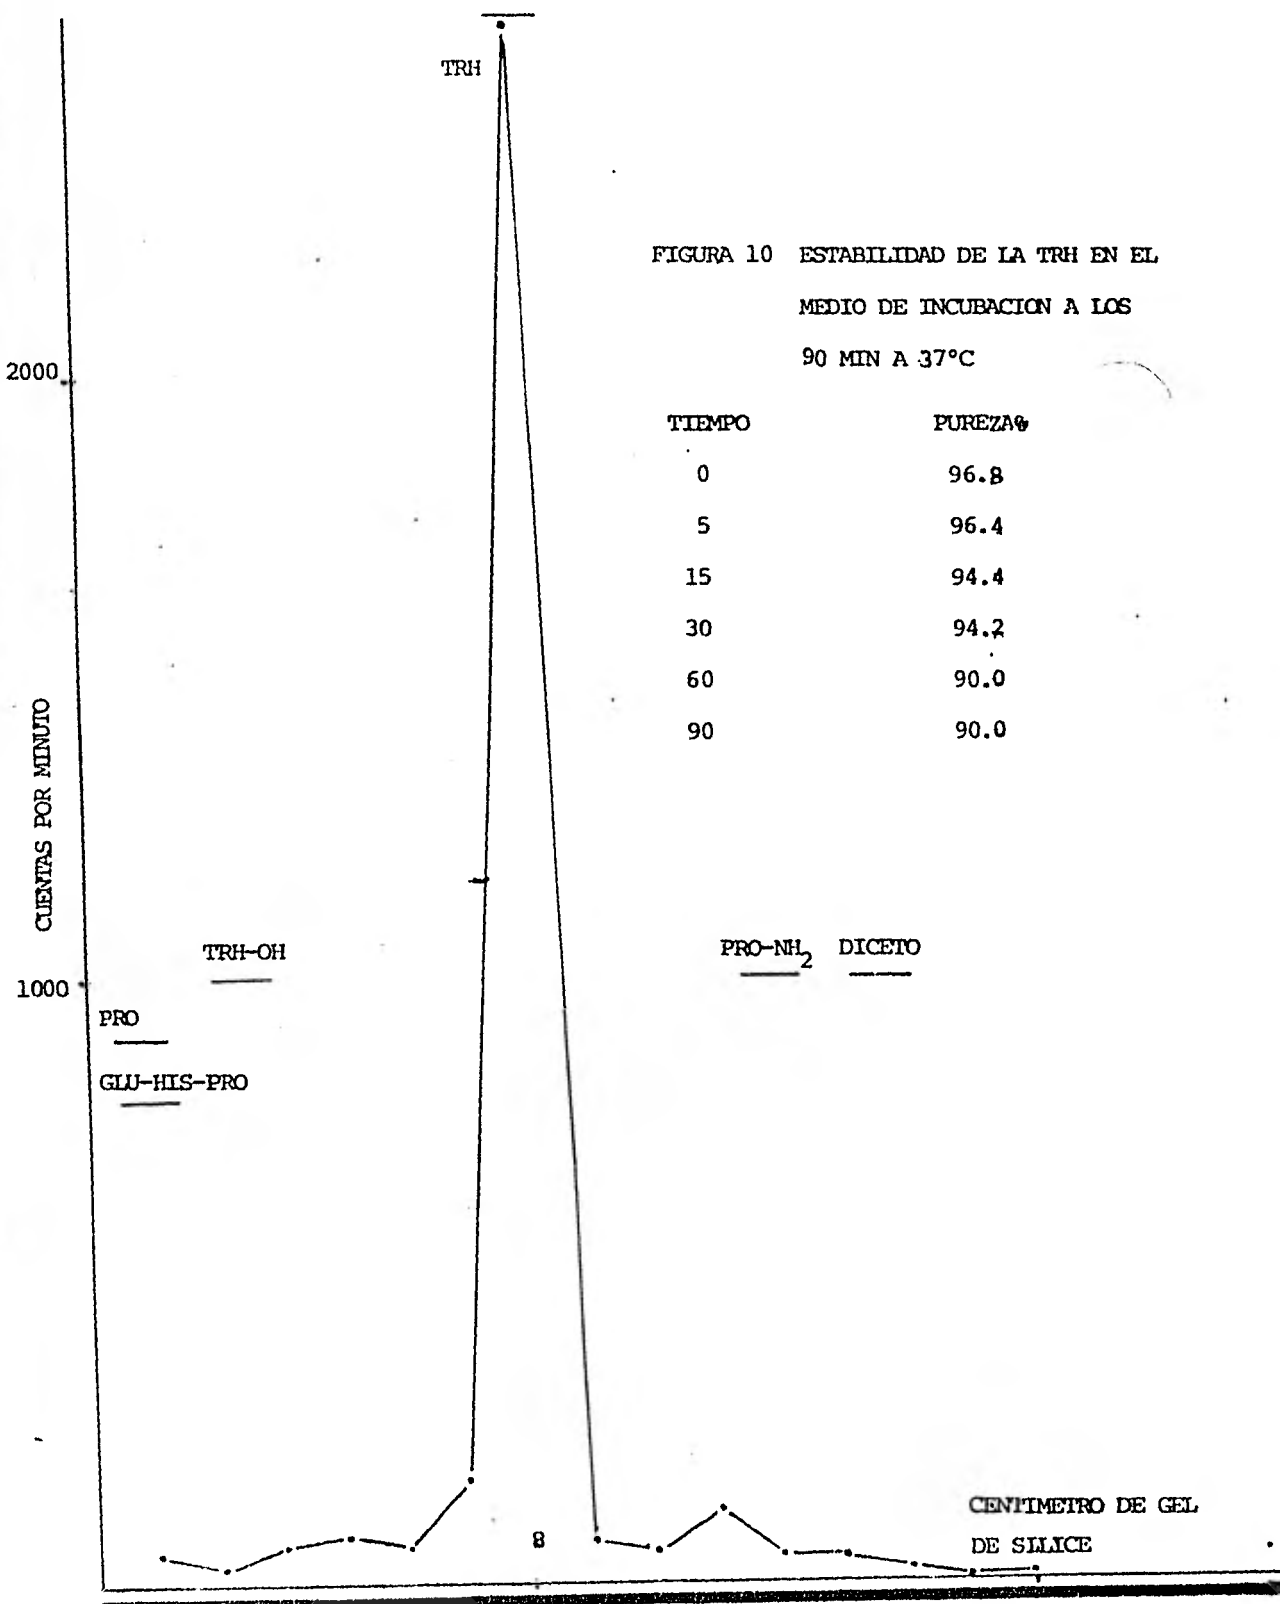 TRH
FIGURA 10 ESTABILIDAD DE LA TRH EN EL
MEDIO DE INCUBACION A LOS
90 MIN A 37°C
2000
TIEMPO PUREZA%
0 96.8
5 96.4
15 94.4
30 94.2
60 90.0
90 90.0
CUENTAS POR MINUTO
TRH-OH
PRO-NH2 DICETO
1000
PRO
GLU-HIS-PRO
CENTIMETRO DE GEL
DE SILICE
8